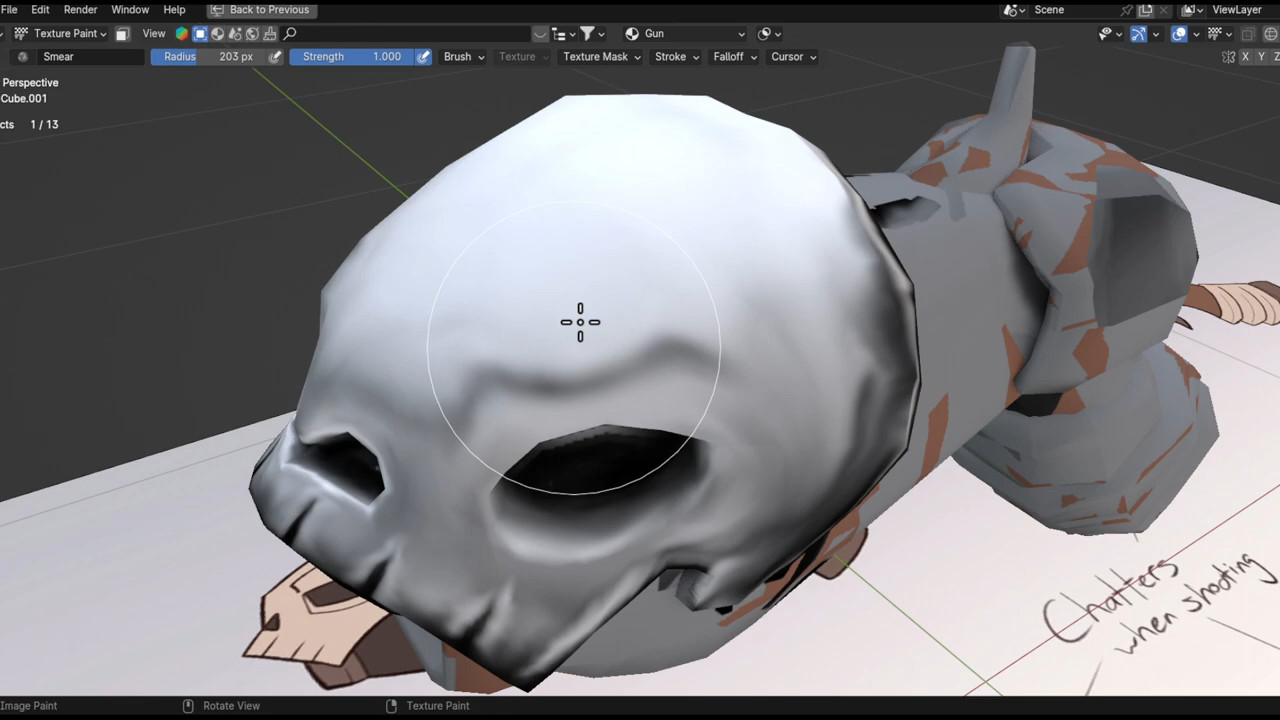 File Edit Render Window Help Back to Previous Scene ViewLayer
Texture Paint View Gun
Smear Radius 203 px Strength 1.000 Brush Texture Texture Mask Stroke Falloff Cursor X Y Z
Perspective
Cube.001
cts 1 / 13
Chatters
when shooting
Image Paint Rotate View Texture Paint